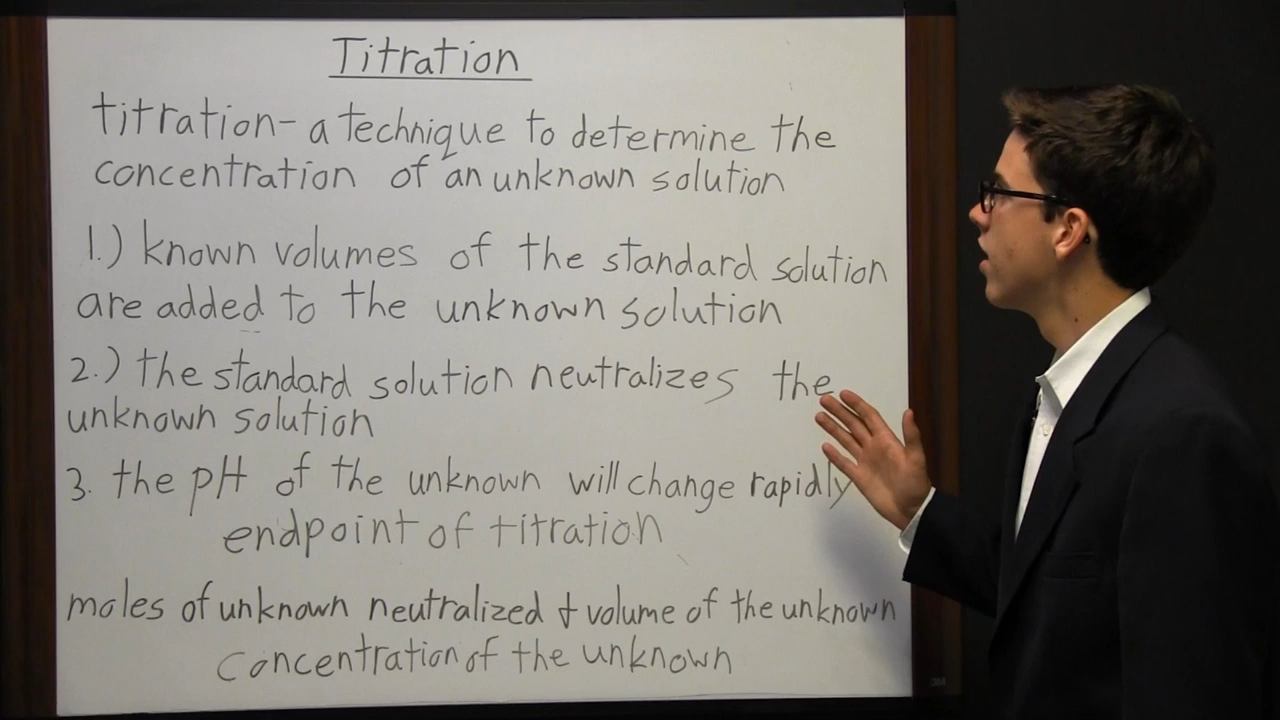 Titration
titration- a technique to determine the
concentration of an unknown solution
1.) known volumes of the standard solution
are added to the unknown solution
2.) the standard solution neutralizes the
unknown solution
3. the pH of the unknown will change rapidly
endpoint of titration
moles of unknown neutralized + volume of the unknown
concentration of the unknown
3M